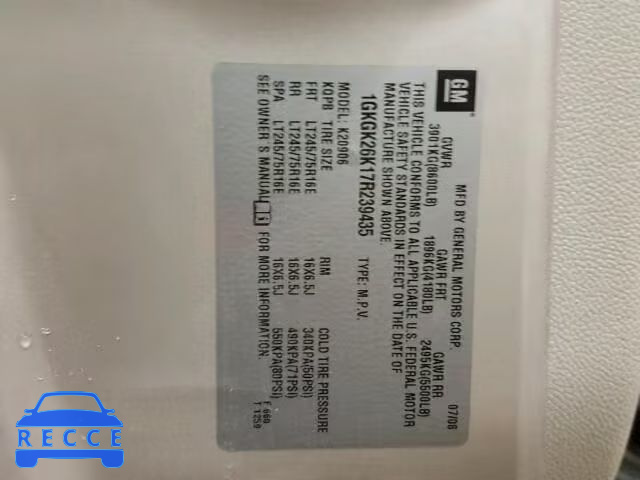 GM
MFD BY GENERAL MOTORS CORP. 07/06
GVWR GAWR FRT GAWR RR
3901KG(8600LB) 1896KG(4180LB) 2495KG(5500LB)
THIS VEHICLE CONFORMS TO ALL APPLICABLE U.S. FEDERAL MOTOR
VEHICLE SAFETY STANDARDS IN EFFECT ON THE DATE OF
MANUFACTURE SHOWN ABOVE.
1GKGK26K17R239435 TYPE: M.P.V.
MODEL: K20906
KQPB TIRE SIZE RIM COLD TIRE PRESSURE
FRT LT245/75R16E 16X6.5J 340KPA(50PSI)
RR LT245/75R16E 16X6.5J 490KPA(71PSI)
SPA LT245/75R16E 16X6.5J 550KPA(80PSI)
SEE OWNER'S MANUAL FOR MORE INFORMATION. F 660
T 1259
RECCE